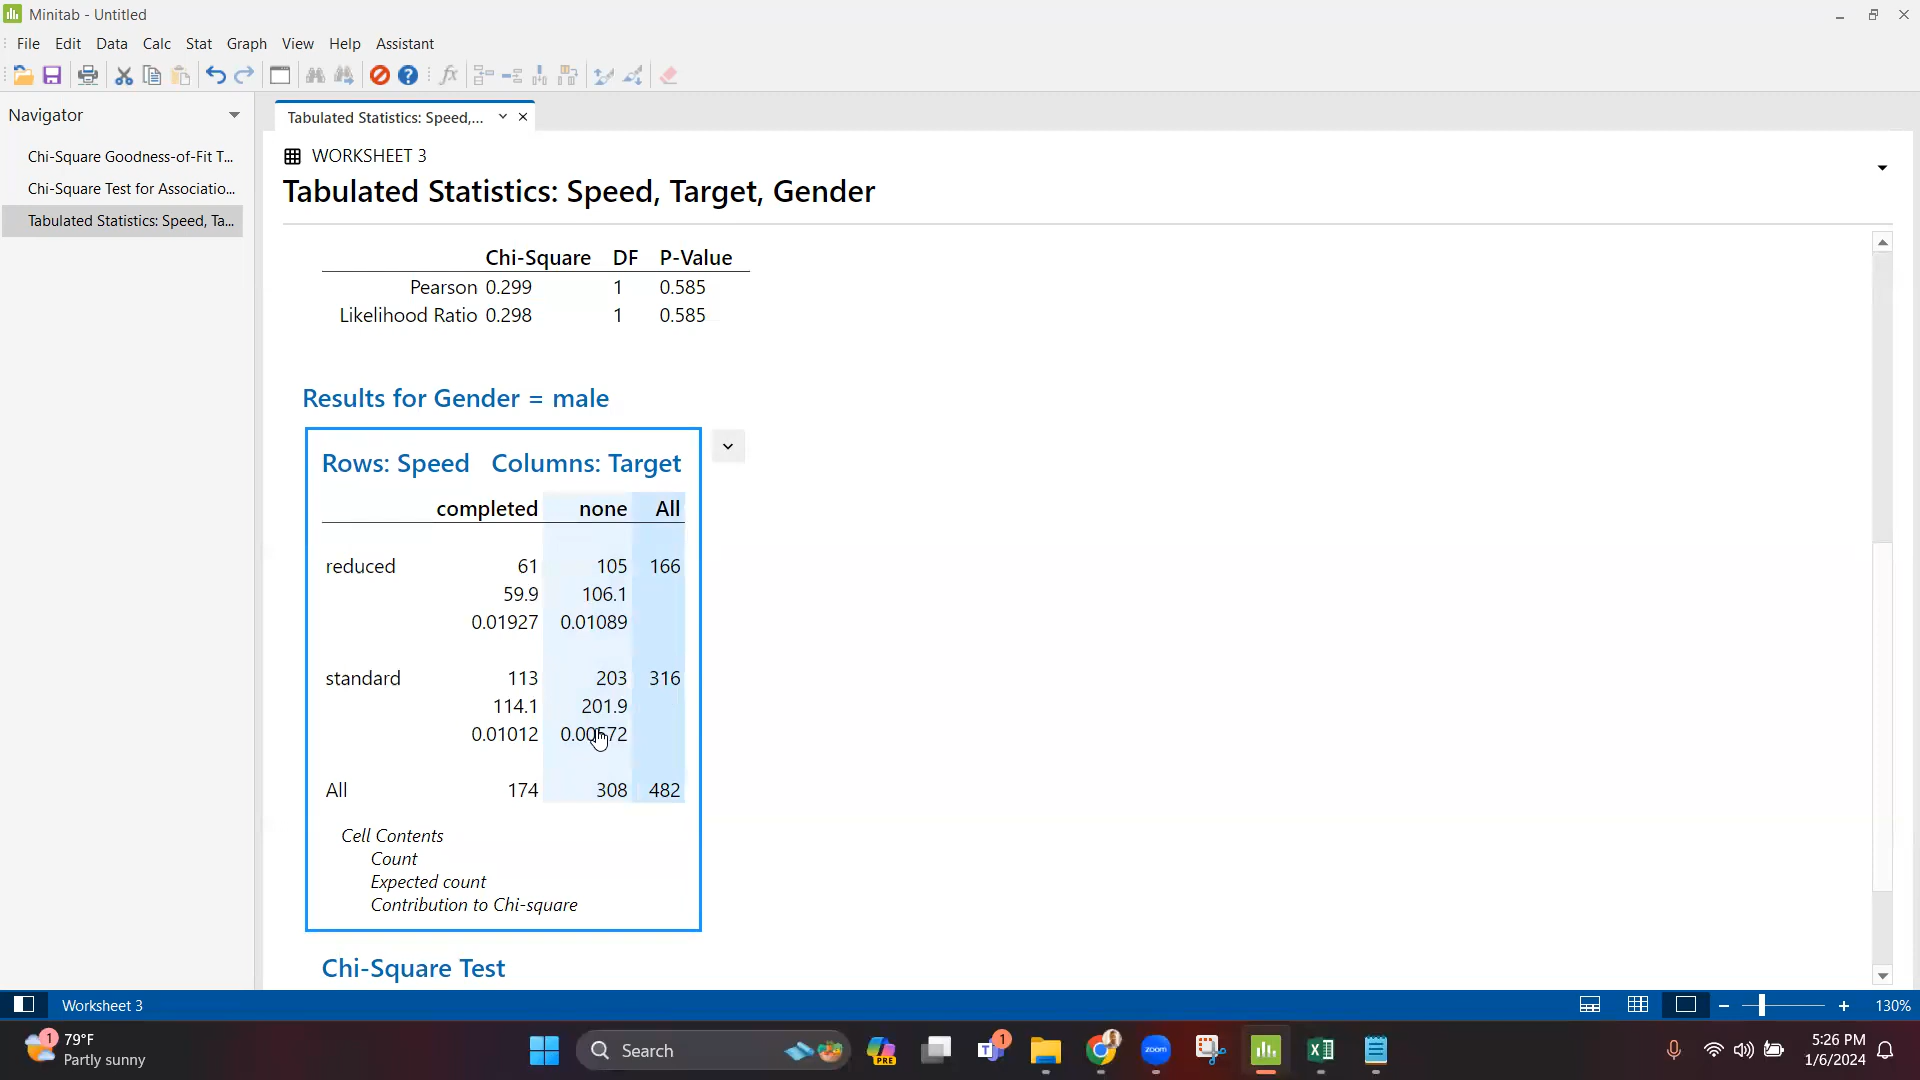 Minitab - Untitled
File Edit Data Calc Stat Graph View Help Assistant
Navigator
Chi-Square Goodness-of-Fit T...
Chi-Square Test for Associatio...
Tabulated Statistics: Speed, Ta...
Tabulated Statistics: Speed,...
WORKSHEET 3
Tabulated Statistics: Speed, Target, Gender
Chi-Square DF P-Value
Pearson 0.299 1 0.585
Likelihood Ratio 0.298 1 0.585
Results for Gender = male
Rows: Speed Columns: Target
completed none All
reduced 61 105 166
59.9 106.1
0.01927 0.01089
standard 113 203 316
114.1 201.9
0.01012 0.00572
All 174 308 482
Cell Contents
Count
Expected count
Contribution to Chi-square
Chi-Square Test
Worksheet 3
130%
1
79°F
Partly sunny
Search
PRE
1
zoom
5:26 PM
1/6/2024